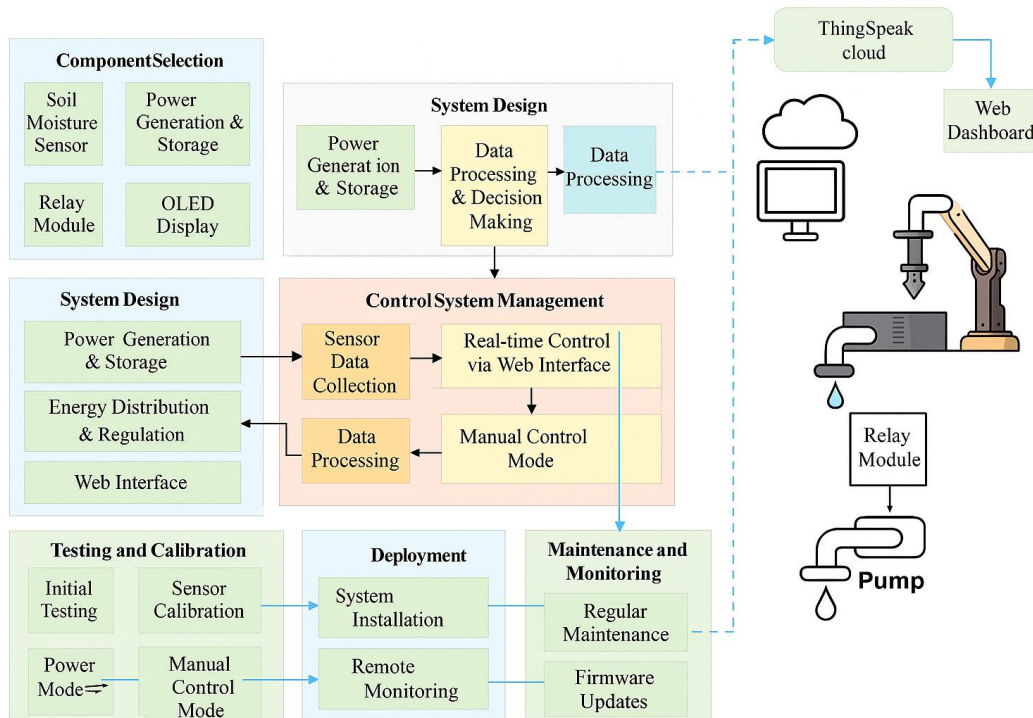 ComponentSelection
Soil
Moisture
Sensor
Power
Generation &
Storage
Relay
Module
OLED
Display
System Design
Power
Generat ion
& Storage
Data
Processing
& Decision
Making
Data
Processing
ThingSpeak
cloud
Web
Dashboard
System Design
Power Generation
& Storage
Energy Distribution
& Regulation
Web Interface
Control System Management
Sensor
Data
Collection
Real-time Control
via Web Interface
Data
Processing
Manual Control
Mode
Relay
Module
Pump
Testing and Calibration
Initial
Testing
Sensor
Calibration
Power
Mode
Manual
Control
Mode
Deployment
System
Installation
Remote
Monitoring
Maintenance and
Monitoring
Regular
Maintenance
Firmware
Updates